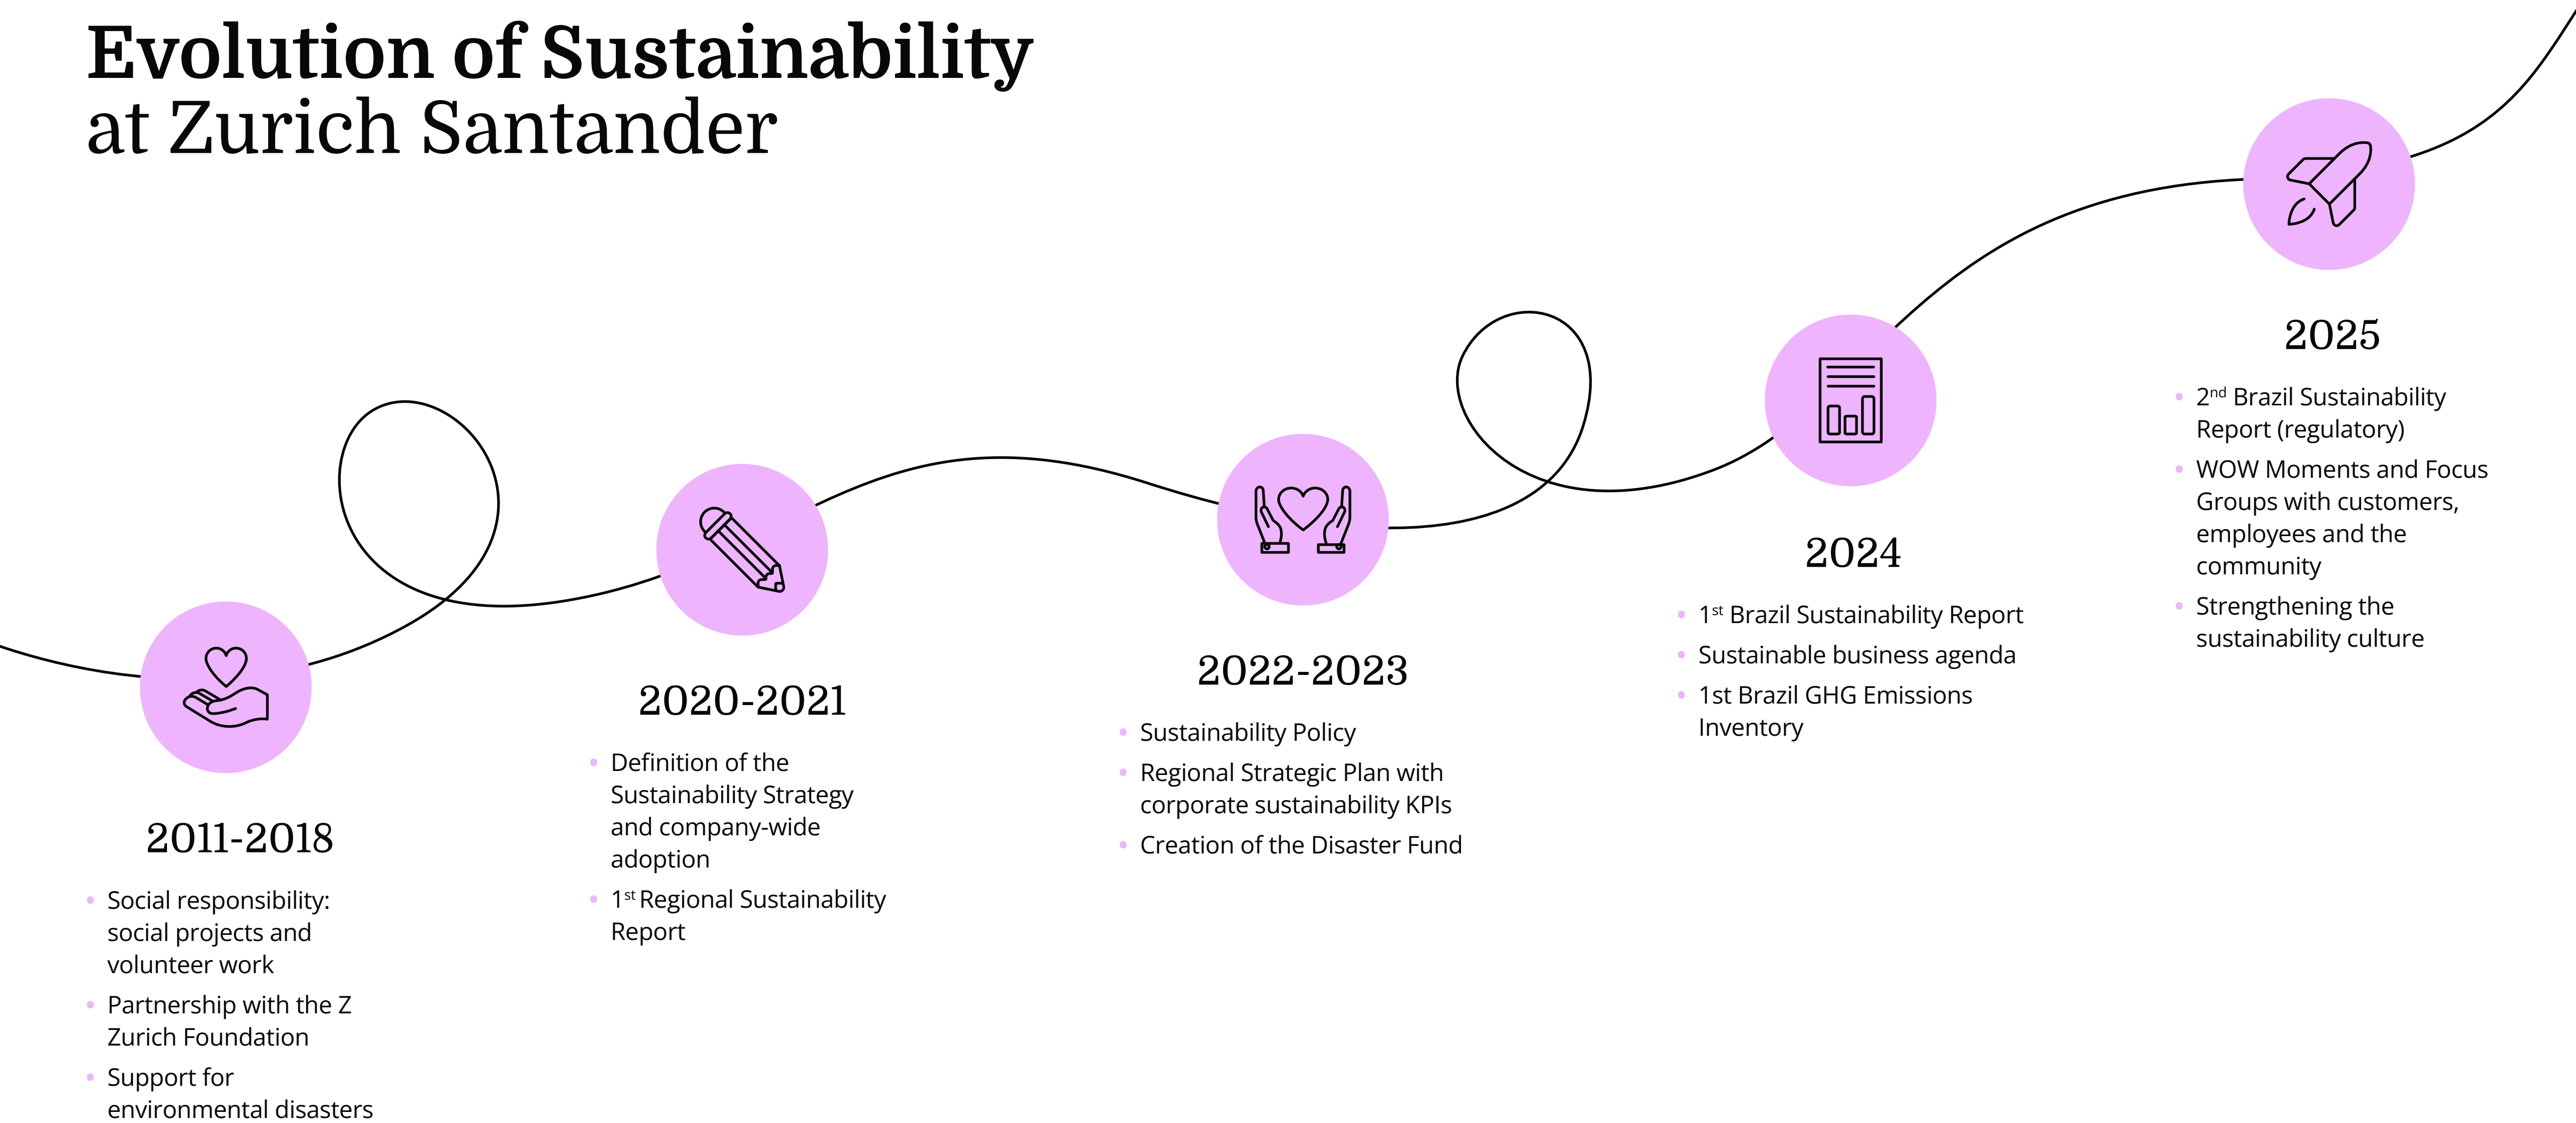 Evolution of Sustainability
at Zurich Santander
2011-2018
• Social responsibility:
social projects and
volunteer work
• Partnership with the Z
Zurich Foundation
• Support for
environmental disasters
2020-2021
• Definition of the
Sustainability Strategy
and company-wide
adoption
• 1st Regional Sustainability
Report
2022-2023
• Sustainability Policy
• Regional Strategic Plan with
corporate sustainability KPIs
• Creation of the Disaster Fund
2024
• 1st Brazil Sustainability Report
• Sustainable business agenda
• 1st Brazil GHG Emissions
Inventory
2025
• 2nd Brazil Sustainability
Report (regulatory)
• WOW Moments and Focus
Groups with customers,
employees and the
community
• Strengthening the
sustainability culture